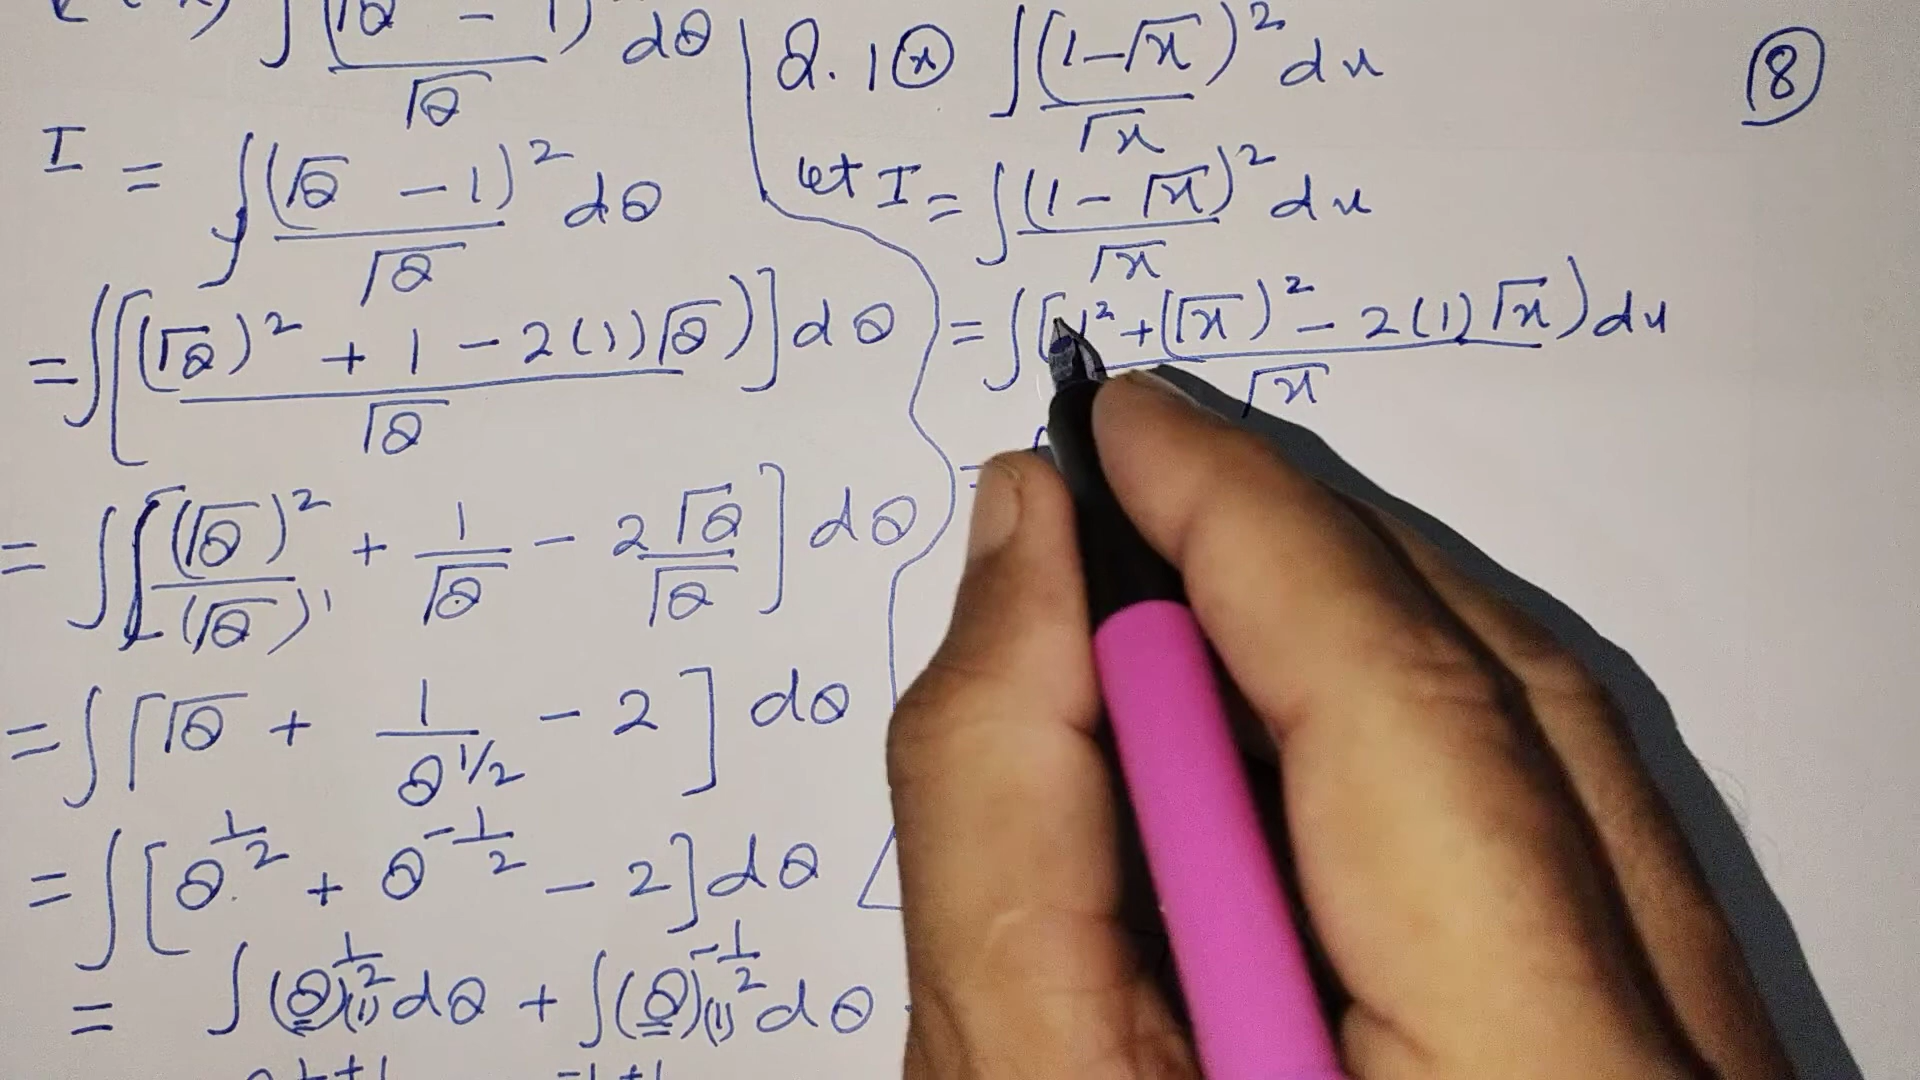 ∫ (√θ - 1) / √θ dθ
I = ∫ (√θ - 1)² / √θ dθ
= ∫ [((√θ)² + 1 - 2(1)√θ) / √θ] dθ
= ∫ [(√θ)² / (√θ)¹ + 1/√θ - 2√θ/√θ] dθ
= ∫ [√θ + 1/θ^1/2 - 2] dθ
= ∫ [θ^1/2 + θ^-1/2 - 2] dθ
= ∫ (θ)^1/2 (1) dθ + ∫ (θ)^-1/2 (1) dθ
Q. 1 (x) ∫ (1-√x)² / √x dx
Let I = ∫ (1 - √x)² / √x dx
= ∫ (1² + (√x)² - 2(1)√x) / √x dx
=
8